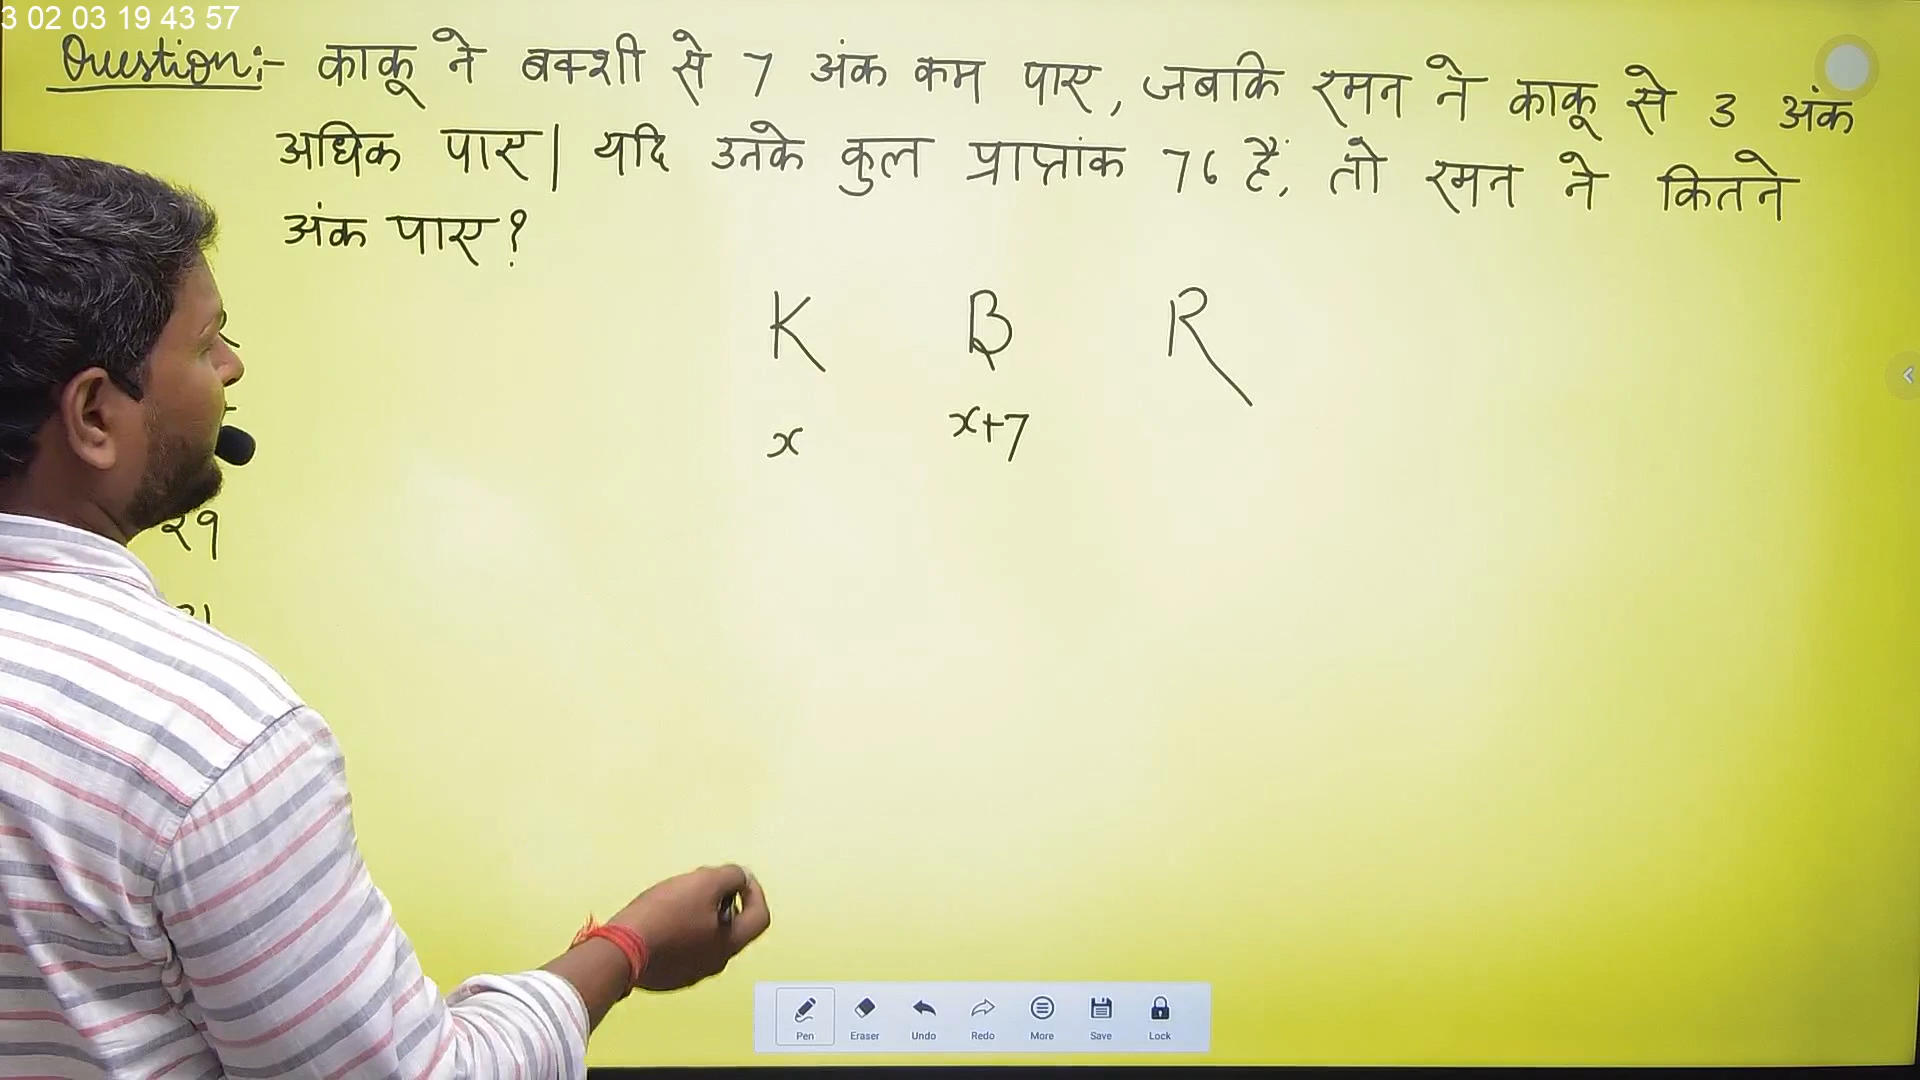 3 02 03 19 43 57
Question:- काकू ने बक्शी से 7 अंक कम पाए, जबकि रमन ने काकू से 3 अंक
अधिक पाए| यदि उनके कुल प्राप्तांक 76 हैं, तो रमन ने कितने
अंक पाए?
K B R
x x+7
२१
Pen Eraser Undo Redo More Save Lock